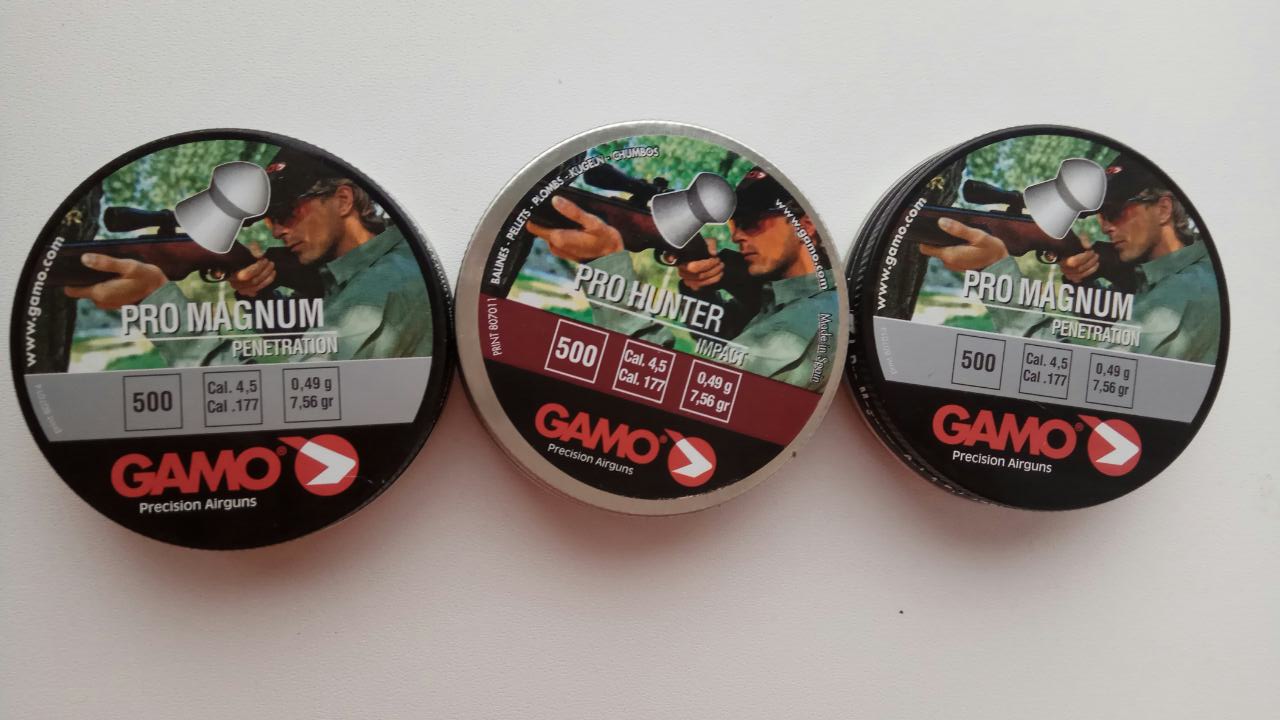 www.gamo.com
PRO MAGNUM
PENETRATION
500
Cal. 4,5
Cal .177
0,49 g
7,56 gr
GAMO®
Precision Airguns
BALINES - PELLETS - PLOMBS - KUGELN - CHUMBOS
www.gamo.com
PRO HUNTER
IMPACT
PRINT 807011
Made in Spain
500
Cal. 4,5
Cal. 177
0,49 g
7,56 gr
GAMO®
Precision Airguns
www.gamo.com
PRO MAGNUM
PENETRATION
500
Cal. 4,5
Cal .177
0,49 g
7,56 gr
GAMO®
Precision Airguns